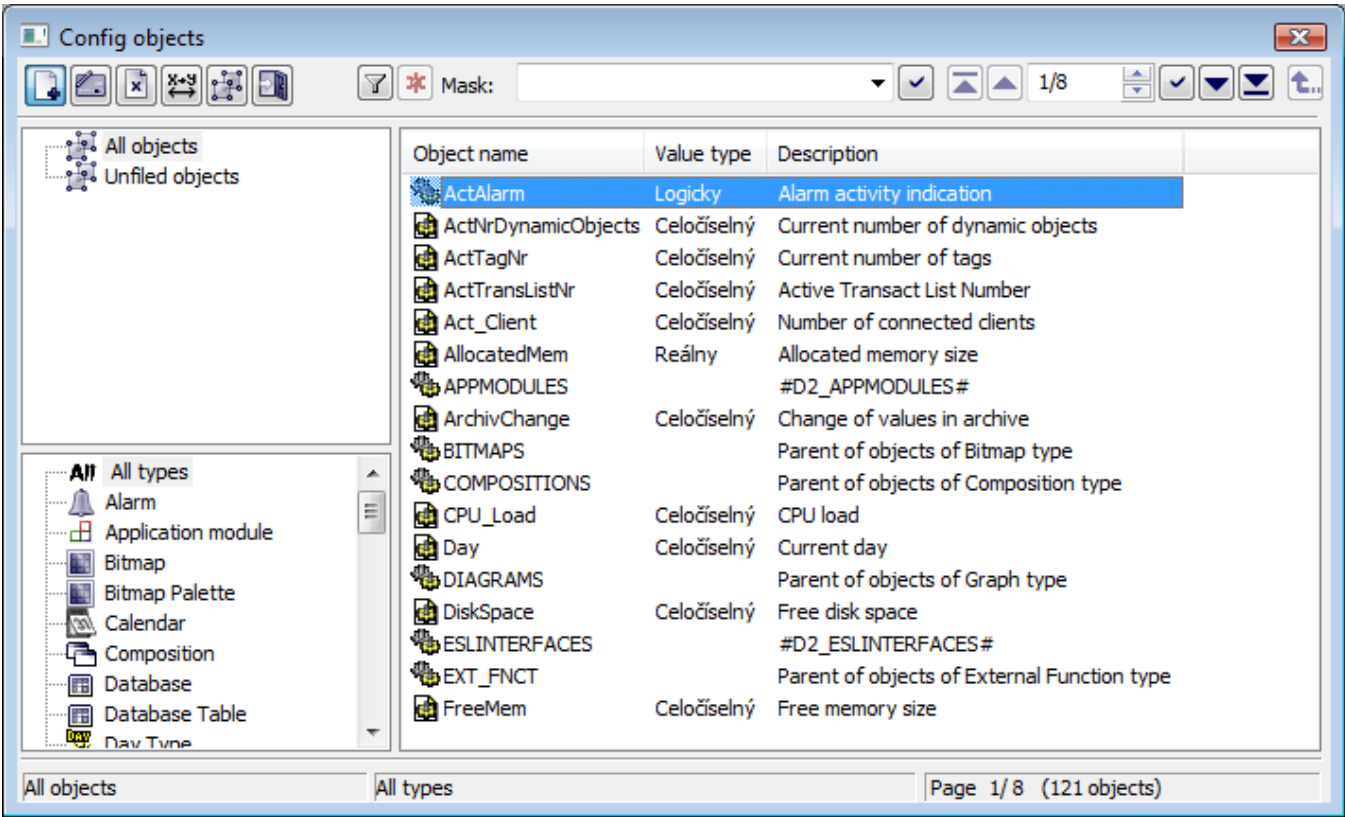 Config objects
Mask: 1/8
All objects
Unfiled objects
All types
Alarm
Application module
Bitmap
Bitmap Palette
Calendar
Composition
Database
Database Table
Day Type
Object name Value type Description
ActAlarm Logicky Alarm activity indication
ActNrDynamicObjects Celočíselný Current number of dynamic objects
ActTagNr Celočíselný Current number of tags
ActTransListNr Celočíselný Active Transact List Number
Act_Client Celočíselný Number of connected clients
AllocatedMem Reálny Allocated memory size
APPMODULES #D2_APPMODULES#
ArchivChange Celočíselný Change of values in archive
BITMAPS Parent of objects of Bitmap type
COMPOSITIONS Parent of objects of Composition type
CPU_Load Celočíselný CPU load
Day Celočíselný Current day
DIAGRAMS Parent of objects of Graph type
DiskSpace Celočíselný Free disk space
ESLINTERFACES #D2_ESLINTERFACES#
EXT_FNCT Parent of objects of External Function type
FreeMem Celočíselný Free memory size
All objects All types Page 1/ 8 (121 objects)